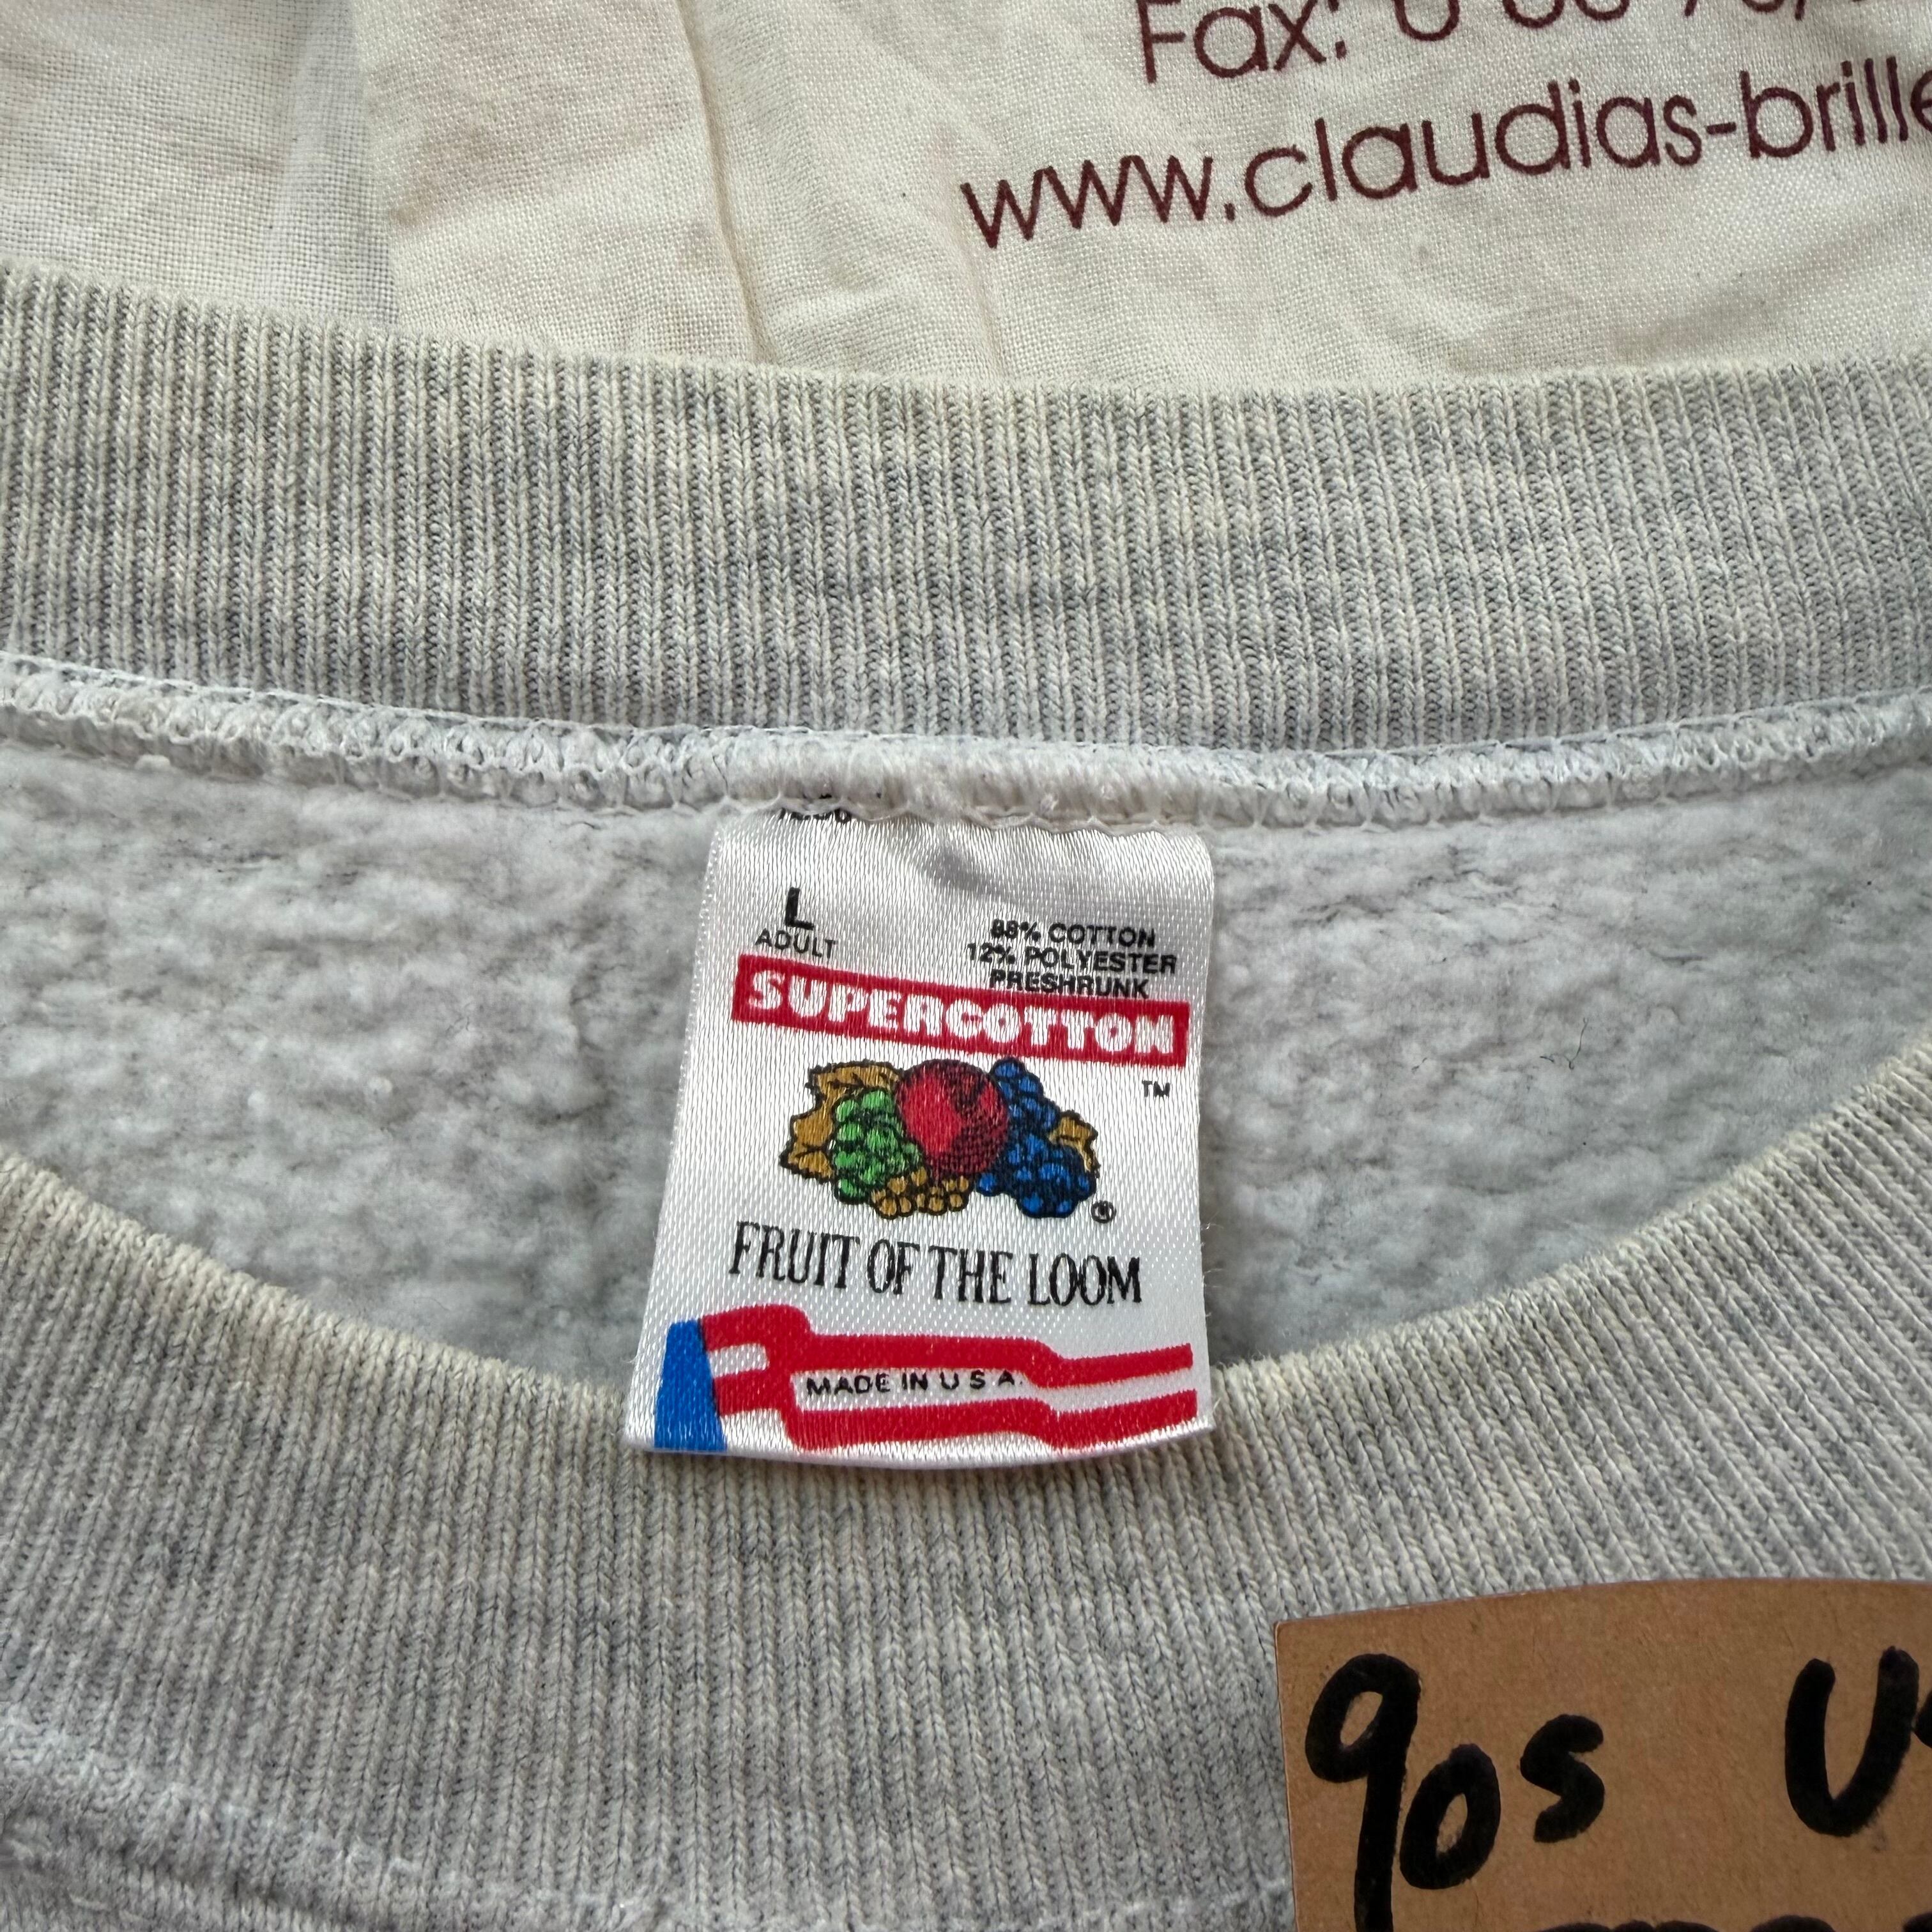 Fax:
www.claudias-brille
L
ADULT
88% COTTON
12% POLYESTER
PRESHRUNK
SUPERCOTTON
TM
®
FRUIT OF THE LOOM
MADE IN U S A.
90s